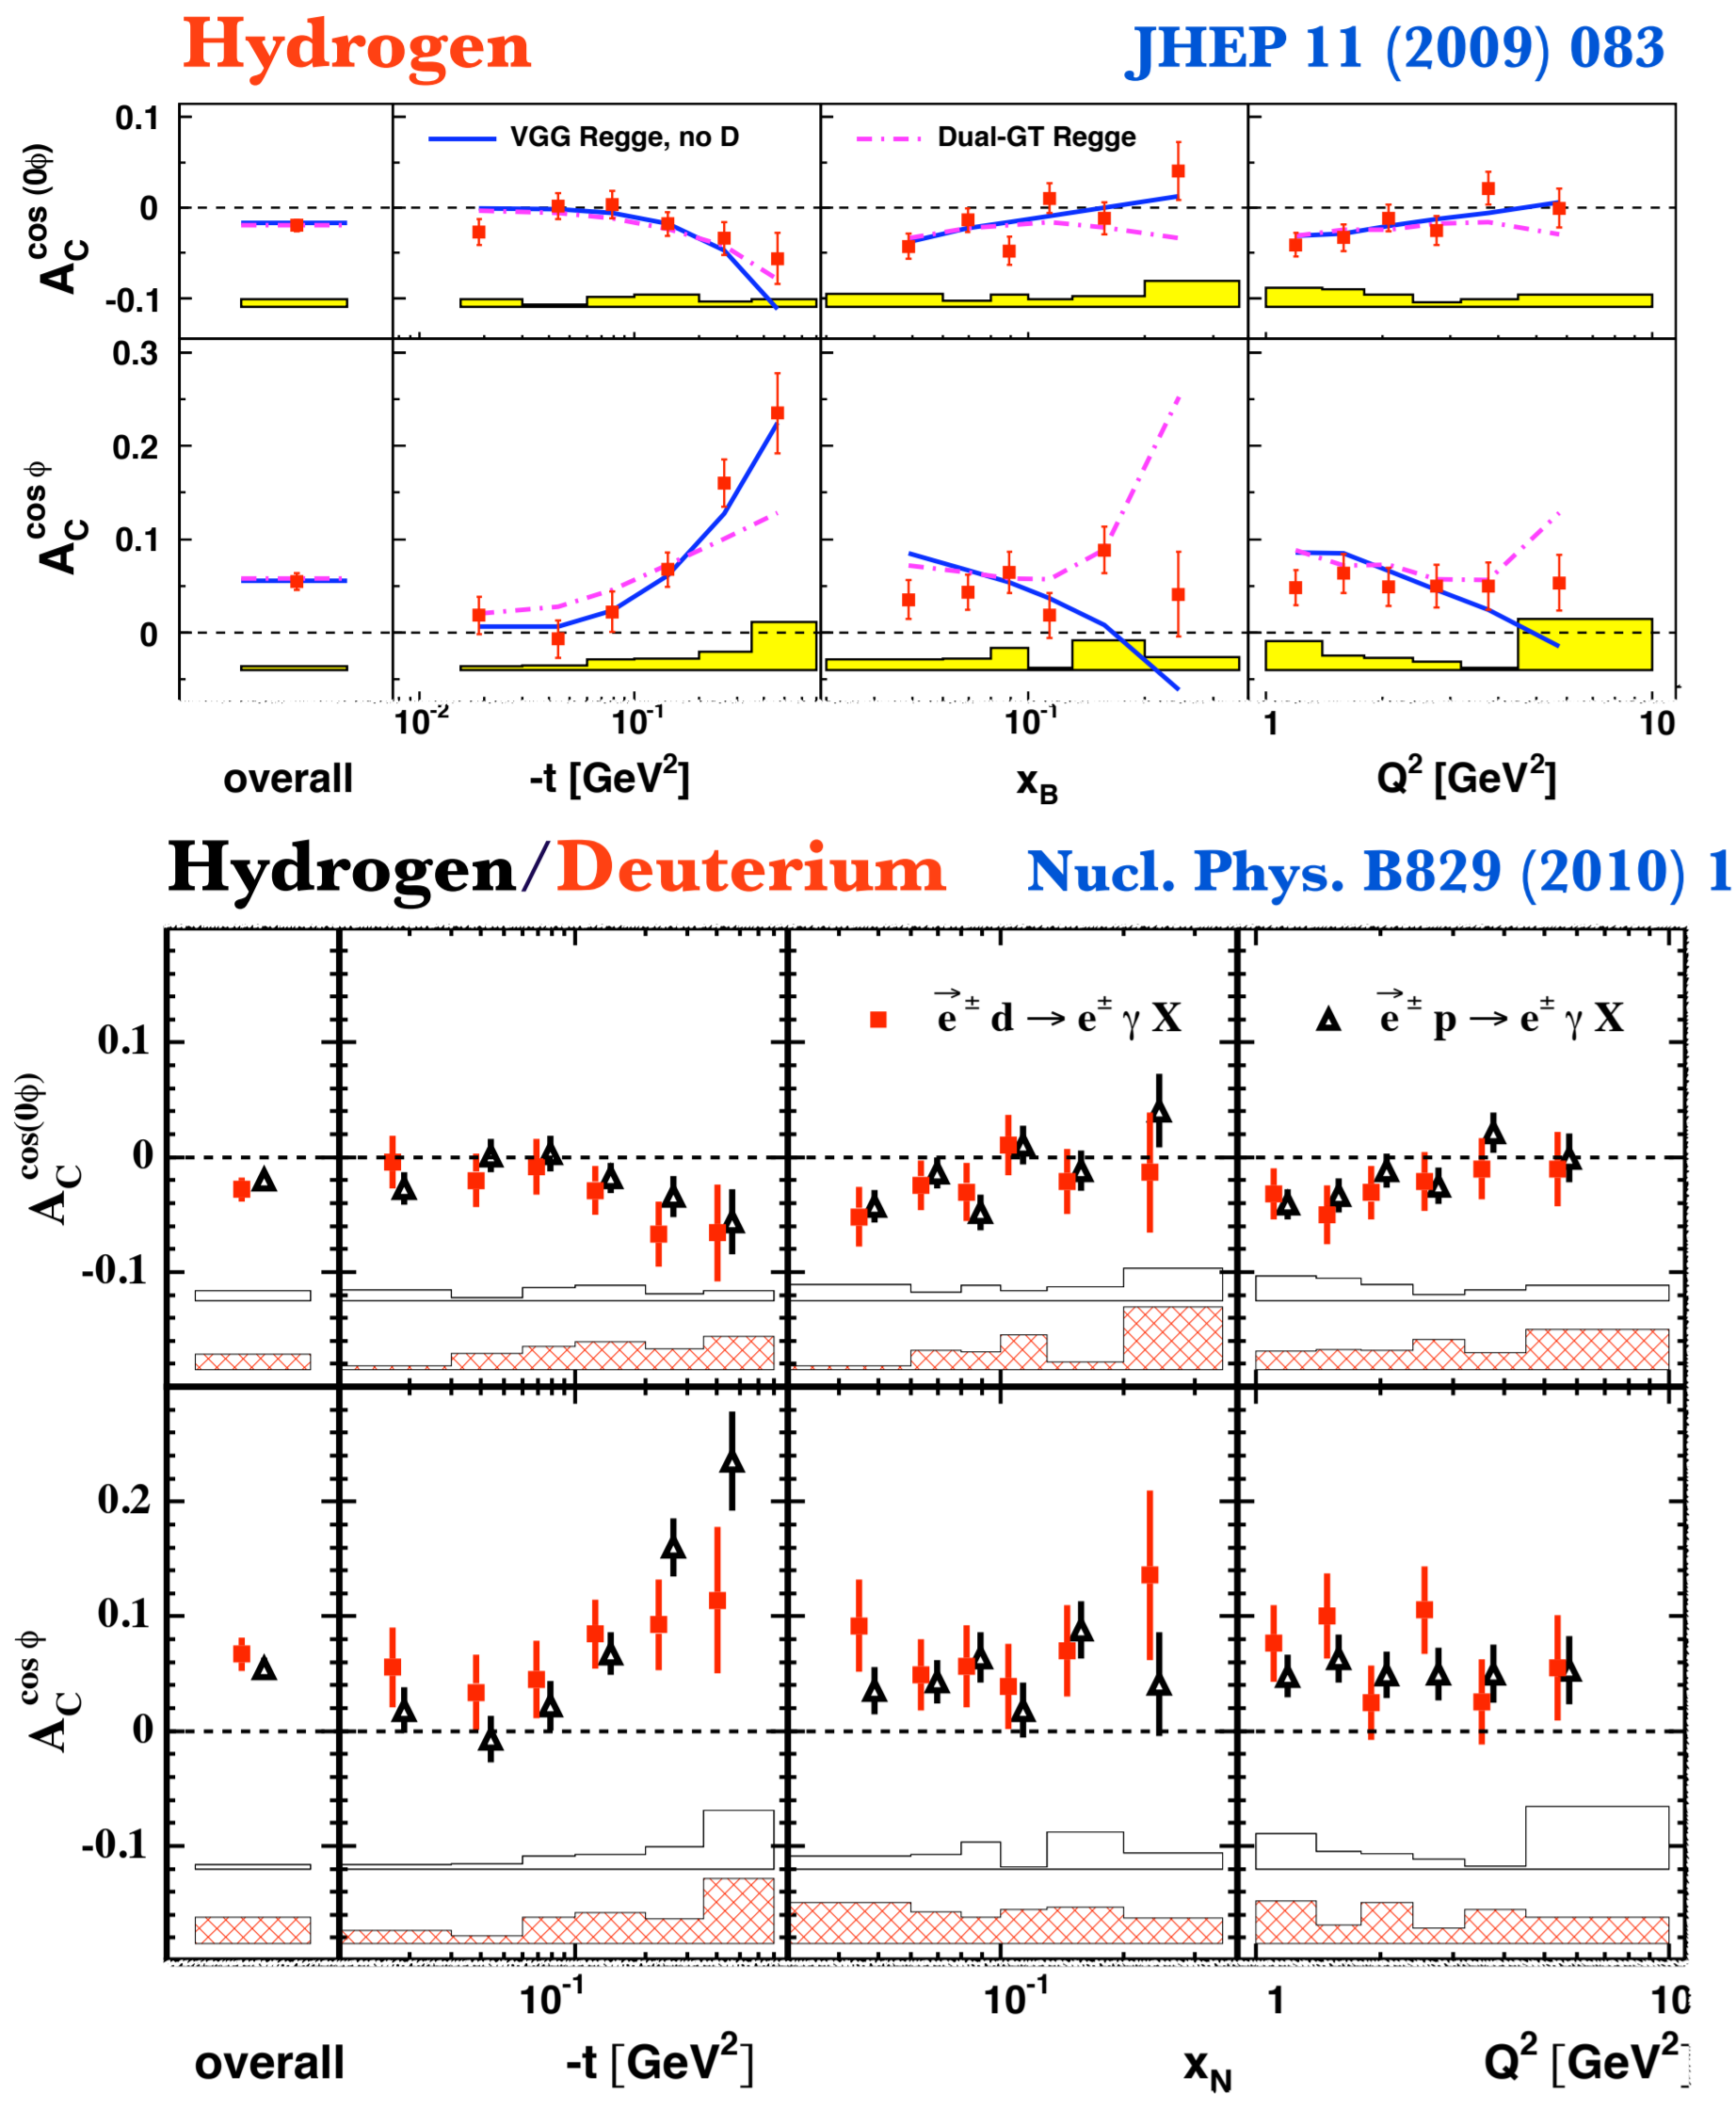 Hydrogen JHEP 11 (2009) 083
VGG Regge, no D Dual-GT Regge
A_C^cos (0ϕ)
0.1
0
-0.1
A_C^cos ϕ
0.3
0.2
0.1
0
10^-2 10^-1 10^-1 1 10
overall -t [GeV^2] x_B Q^2 [GeV^2]
Hydrogen/Deuterium Nucl. Phys. B829 (2010) 1
e^± d → e^± γ X e^± p → e^± γ X
A_C^cos(0ϕ)
0.1
0
-0.1
A_C^cos ϕ
0.2
0.1
0
-0.1
10^-1 10^-1 1 10
overall -t [GeV^2] x_N Q^2 [GeV^2]